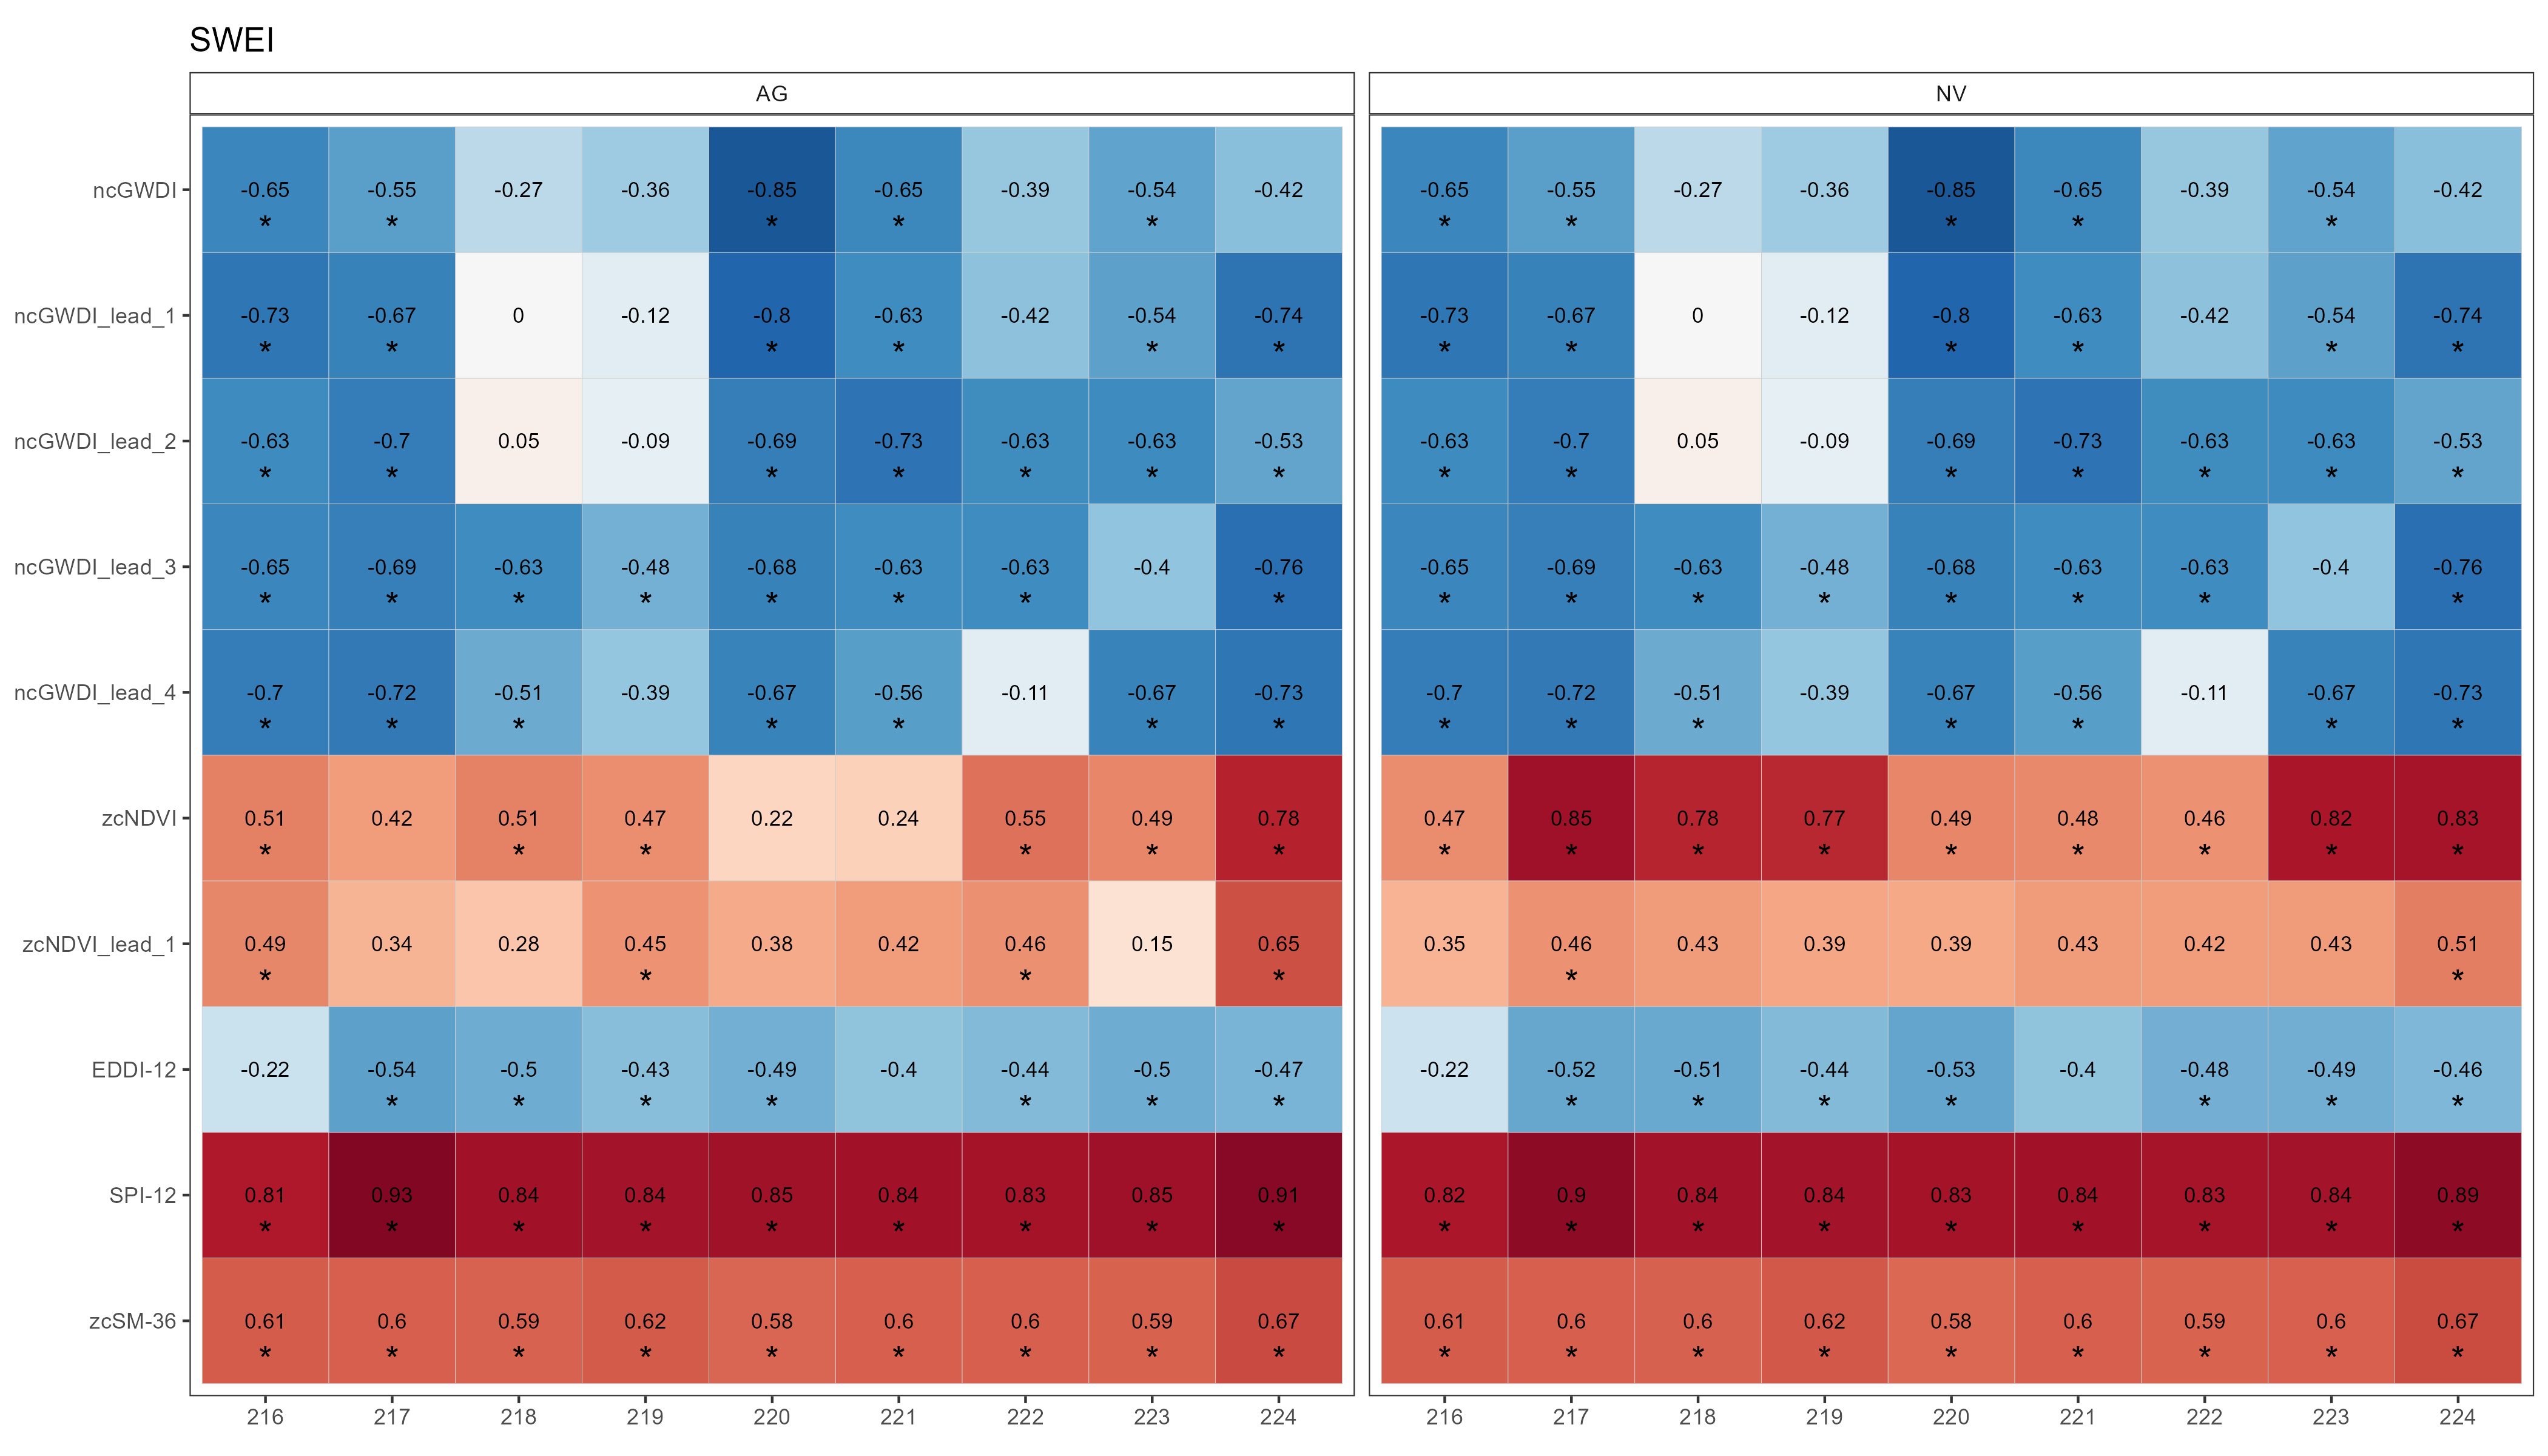 SWEI
AG NV
ncGWDI -0.65 -0.55 -0.27 -0.36 -0.85 -0.65 -0.39 -0.54 -0.42 -0.65 -0.55 -0.27 -0.36 -0.85 -0.65 -0.39 -0.54 -0.42
* * * * * * * * * *
ncGWDI_lead_1 -0.73 -0.67 0 -0.12 -0.8 -0.63 -0.42 -0.54 -0.74 -0.73 -0.67 0 -0.12 -0.8 -0.63 -0.42 -0.54 -0.74
* * * * * * * * * * * *
ncGWDI_lead_2 -0.63 -0.7 0.05 -0.09 -0.69 -0.73 -0.63 -0.63 -0.53 -0.63 -0.7 0.05 -0.09 -0.69 -0.73 -0.63 -0.63 -0.53
* * * * * * * * * * * * * *
ncGWDI_lead_3 -0.65 -0.69 -0.63 -0.48 -0.68 -0.63 -0.63 -0.4 -0.76 -0.65 -0.69 -0.63 -0.48 -0.68 -0.63 -0.63 -0.4 -0.76
* * * * * * * * * * * * * * * *
ncGWDI_lead_4 -0.7 -0.72 -0.51 -0.39 -0.67 -0.56 -0.11 -0.67 -0.73 -0.7 -0.72 -0.51 -0.39 -0.67 -0.56 -0.11 -0.67 -0.73
* * * * * * * * * * * * * *
zcNDVI 0.51 0.42 0.51 0.47 0.22 0.24 0.55 0.49 0.78 0.47 0.85 0.78 0.77 0.49 0.48 0.46 0.82 0.83
* * * * * * * * * * * * * * *
zcNDVI_lead_1 0.49 0.34 0.28 0.45 0.38 0.42 0.46 0.15 0.65 0.35 0.46 0.43 0.39 0.39 0.43 0.42 0.43 0.51
* * * * * *
EDDI-12 -0.22 -0.54 -0.5 -0.43 -0.49 -0.4 -0.44 -0.5 -0.47 -0.22 -0.52 -0.51 -0.44 -0.53 -0.4 -0.48 -0.49 -0.46
* * * * * * * * * * * * * *
SPI-12 0.81 0.93 0.84 0.84 0.85 0.84 0.83 0.85 0.91 0.82 0.9 0.84 0.84 0.83 0.84 0.83 0.84 0.89
* * * * * * * * * * * * * * * * * *
zcSM-36 0.61 0.6 0.59 0.62 0.58 0.6 0.6 0.59 0.67 0.61 0.6 0.6 0.62 0.58 0.6 0.59 0.6 0.67
* * * * * * * * * * * * * * * * * *
216 217 218 219 220 221 222 223 224 216 217 218 219 220 221 222 223 224